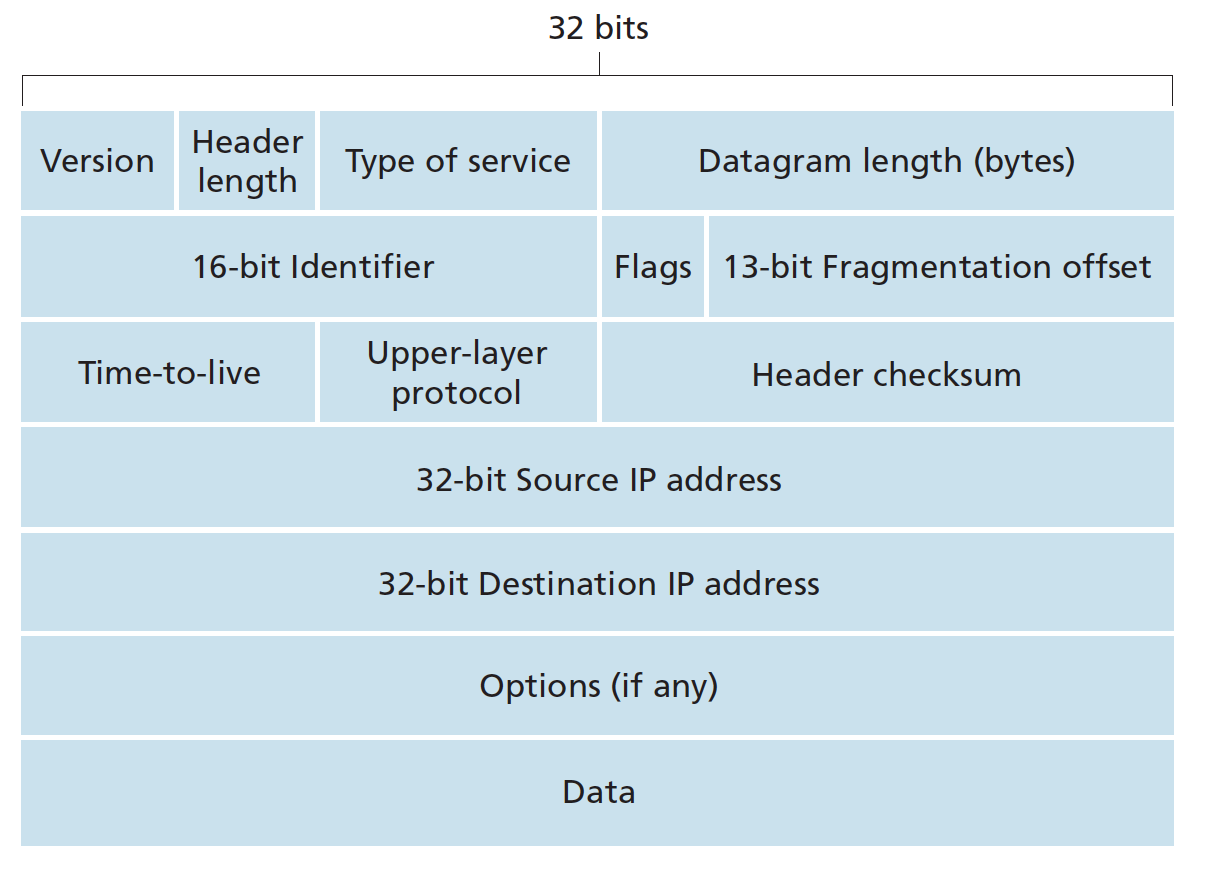 32 bits
Version
Header
length
Type of service
Datagram length (bytes)
16-bit Identifier
Flags
13-bit Fragmentation offset
Time-to-live
Upper-layer
protocol
Header checksum
32-bit Source IP address
32-bit Destination IP address
Options (if any)
Data